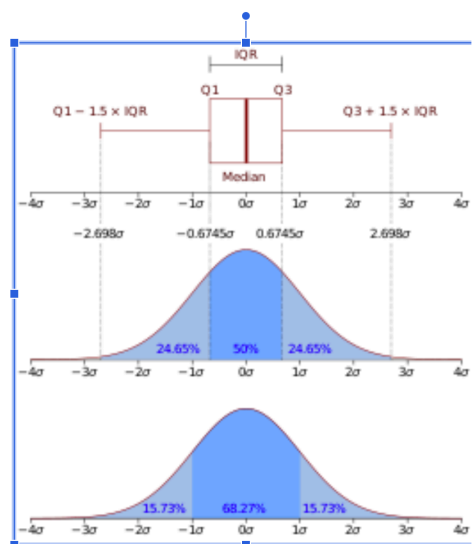 IQR
Q1 Q3
Q1 − 1.5 × IQR Q3 + 1.5 × IQR
Median
−4σ −3σ −2σ −1σ 0σ 1σ 2σ 3σ 4σ
−2.698σ −0.6745σ 0.6745σ 2.698σ
24.65% 50% 24.65%
−4σ −3σ −2σ −1σ 0σ 1σ 2σ 3σ 4σ
15.73% 68.27% 15.73%
−4σ −3σ −2σ −1σ 0σ 1σ 2σ 3σ 4σ